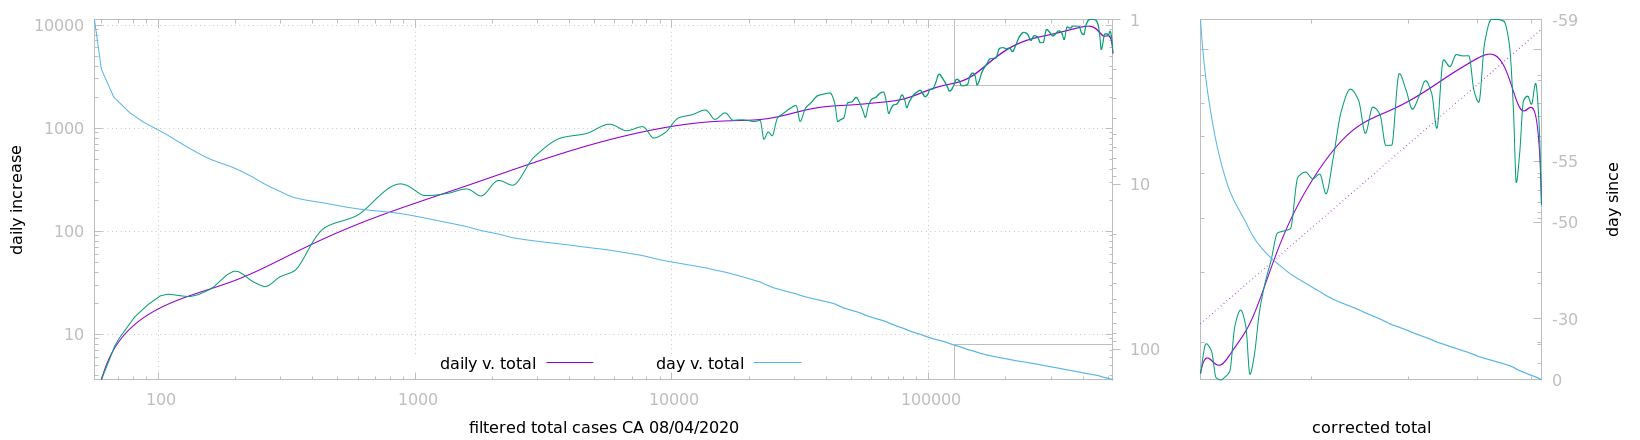 10000
1000
100
10
daily increase
daily v. total
day v. total
100
1000
10000
100000
filtered total cases CA 08/04/2020
1
10
100
-59
-55
-50
-30
0
day since
corrected total